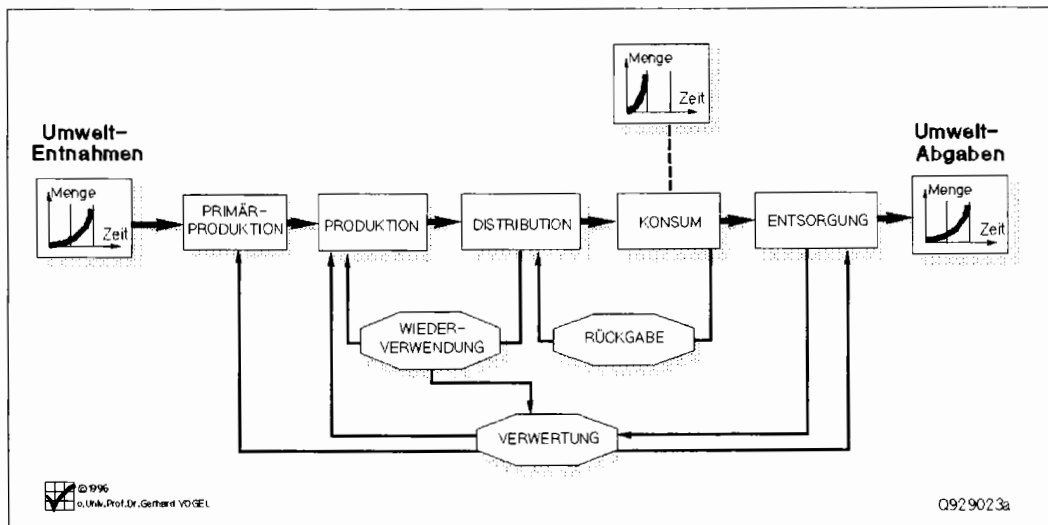 Menge
Zeit
Umwelt-
Entnahmen
Umwelt-
Abgaben
Menge
Zeit
PRIMÄR-
PRODUKTION
PRODUKTION
DISTRIBUTION
KONSUM
ENTSORGUNG
Menge
Zeit
WIEDER-
VERWENDUNG
RÜCKGABE
VERWERTUNG
©1996
o.Univ.Prof.Dr.Gerhard VOGEL
Q929023a